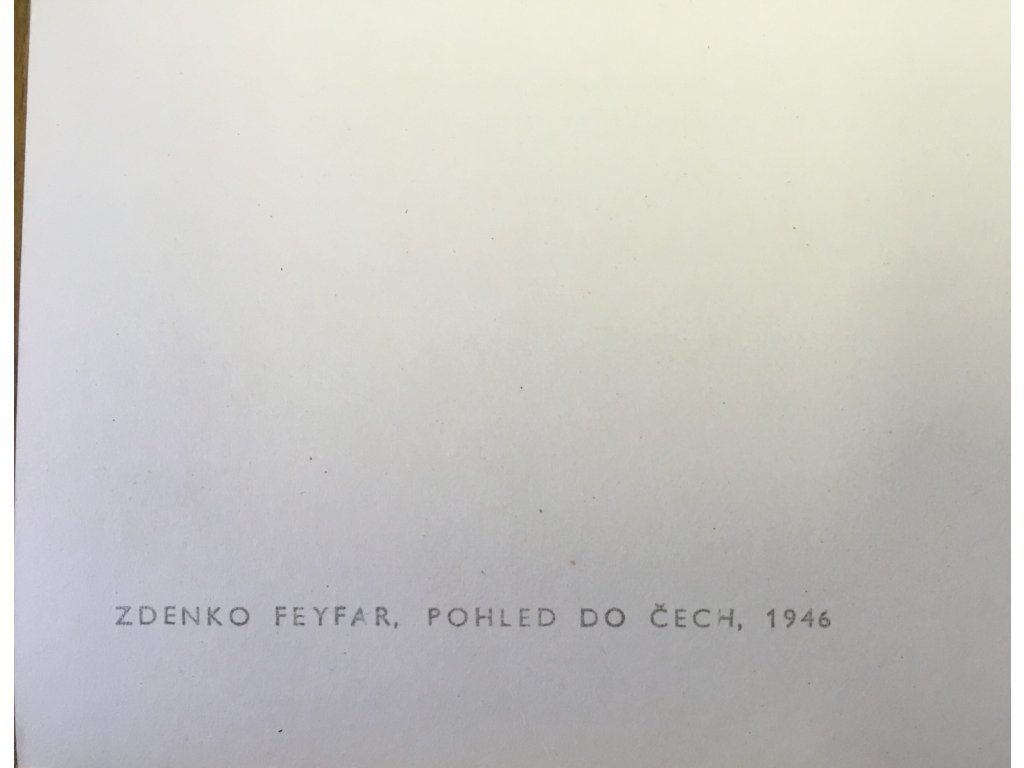 ZDENKO FEYFAR, POHLED DO ČECH, 1946